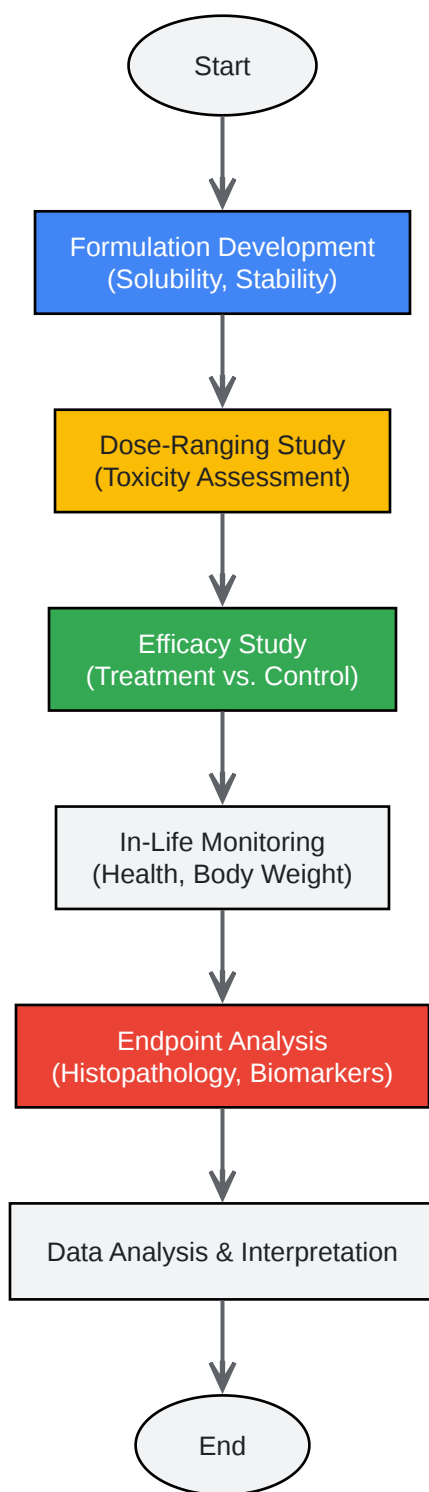 Start
Formulation Development
(Solubility, Stability)
Dose-Ranging Study
(Toxicity Assessment)
Efficacy Study
(Treatment vs. Control)
In-Life Monitoring
(Health, Body Weight)
Endpoint Analysis
(Histopathology, Biomarkers)
Data Analysis & Interpretation
End